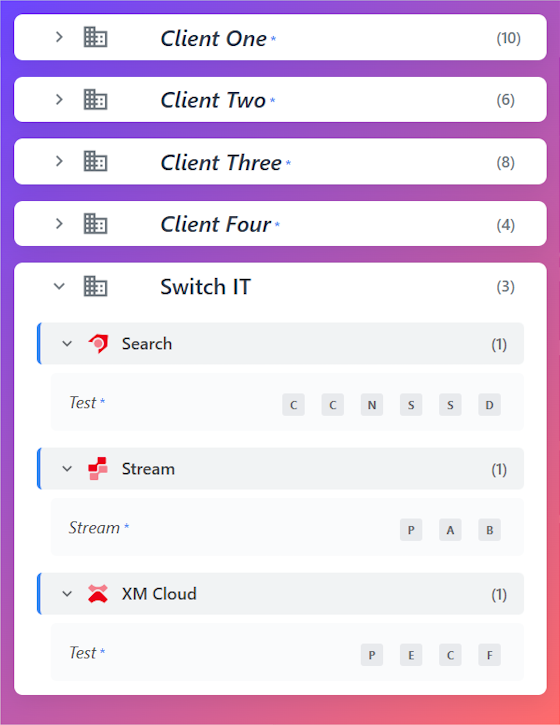 Client One * (10)
Client Two * (6)
Client Three * (8)
Client Four * (4)
Switch IT (3)
Search (1)
Test * C C N S S D
Stream (1)
Stream * P A B
XM Cloud (1)
Test * P E C F